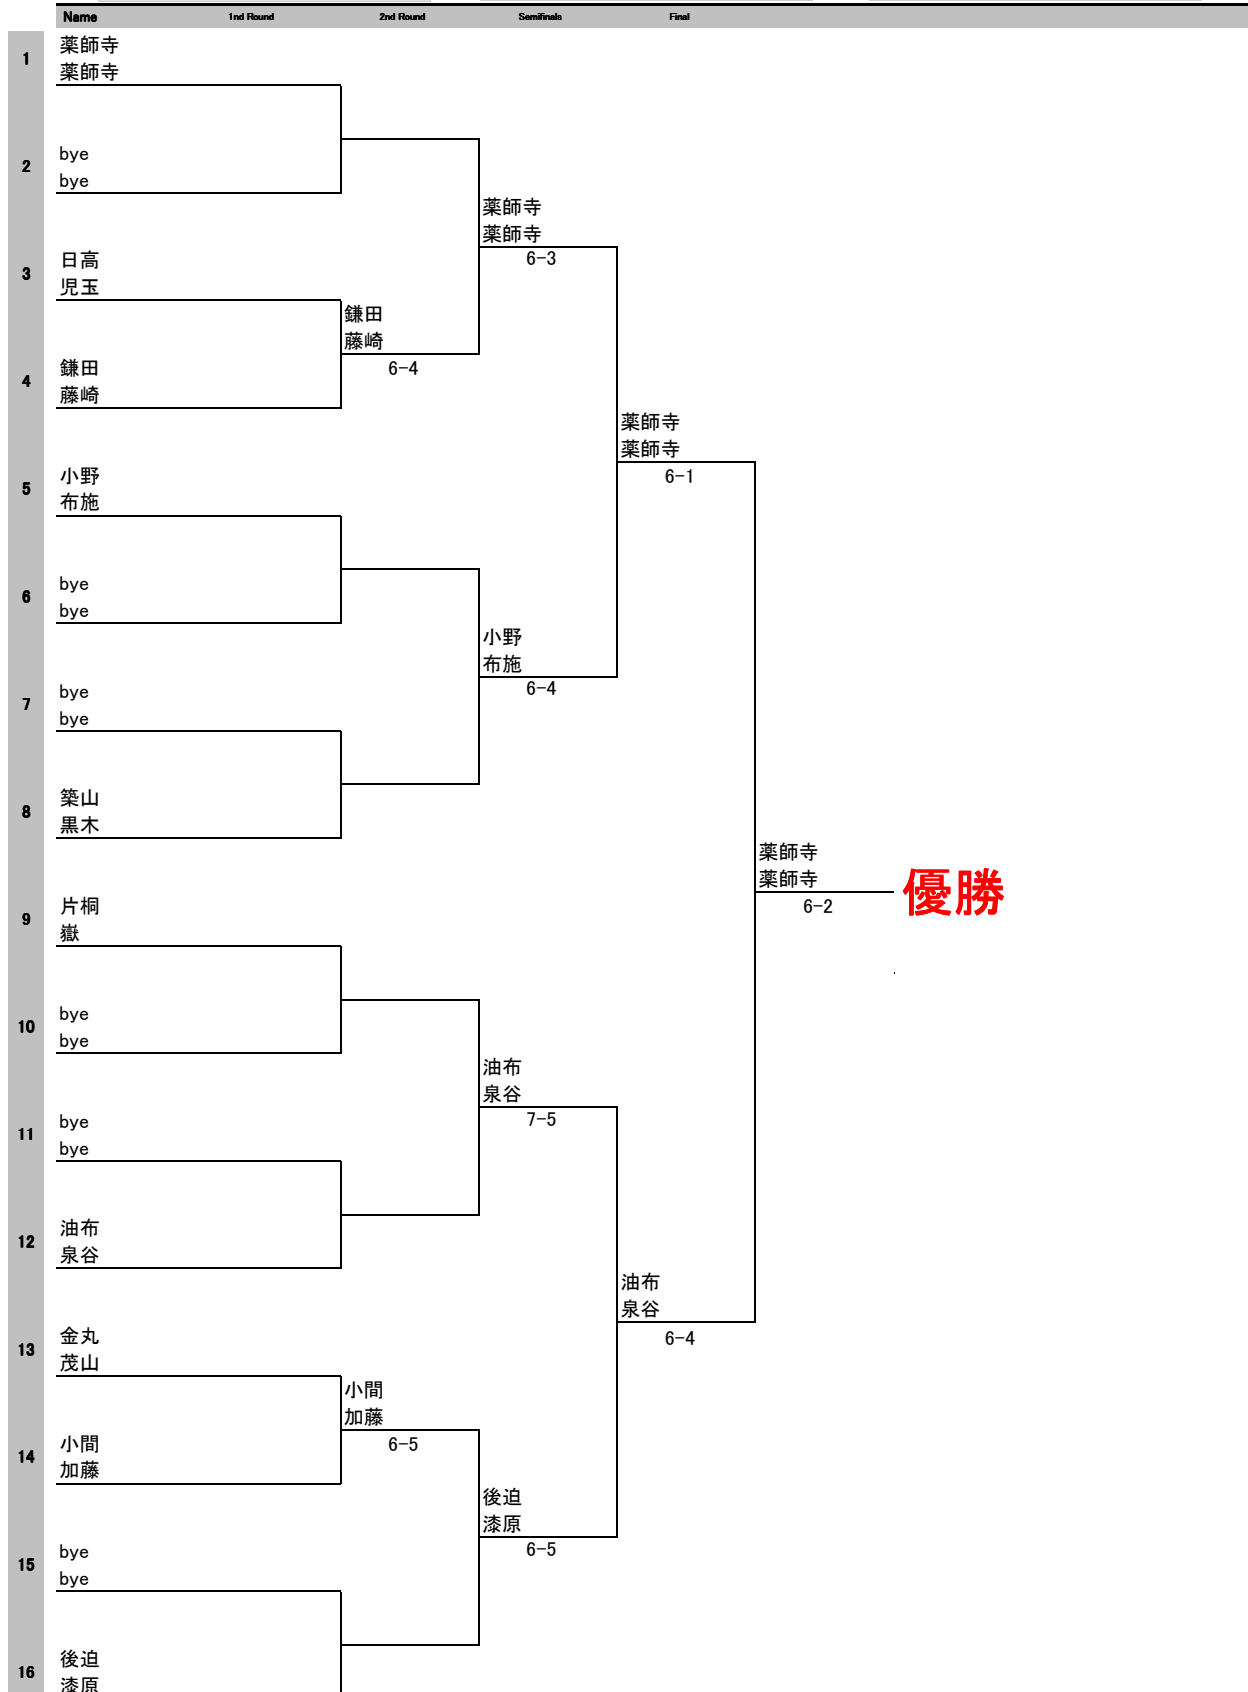 Name 1nd Round 2nd Round Semifinals Final
1
薬師寺
薬師寺
2
bye
bye
薬師寺
薬師寺
6-3
3
日高
児玉
鎌田
藤崎
6-4
4
鎌田
藤崎
薬師寺
薬師寺
6-1
5
小野
布施
6
bye
bye
小野
布施
6-4
7
bye
bye
8
築山
黒木
薬師寺
薬師寺
6-2
優勝
9
片桐
嶽
10
bye
bye
油布
泉谷
7-5
11
bye
bye
12
油布
泉谷
油布
泉谷
6-4
13
金丸
茂山
小間
加藤
6-5
14
小間
加藤
後迫
漆原
6-5
15
bye
bye
16
後迫
漆原